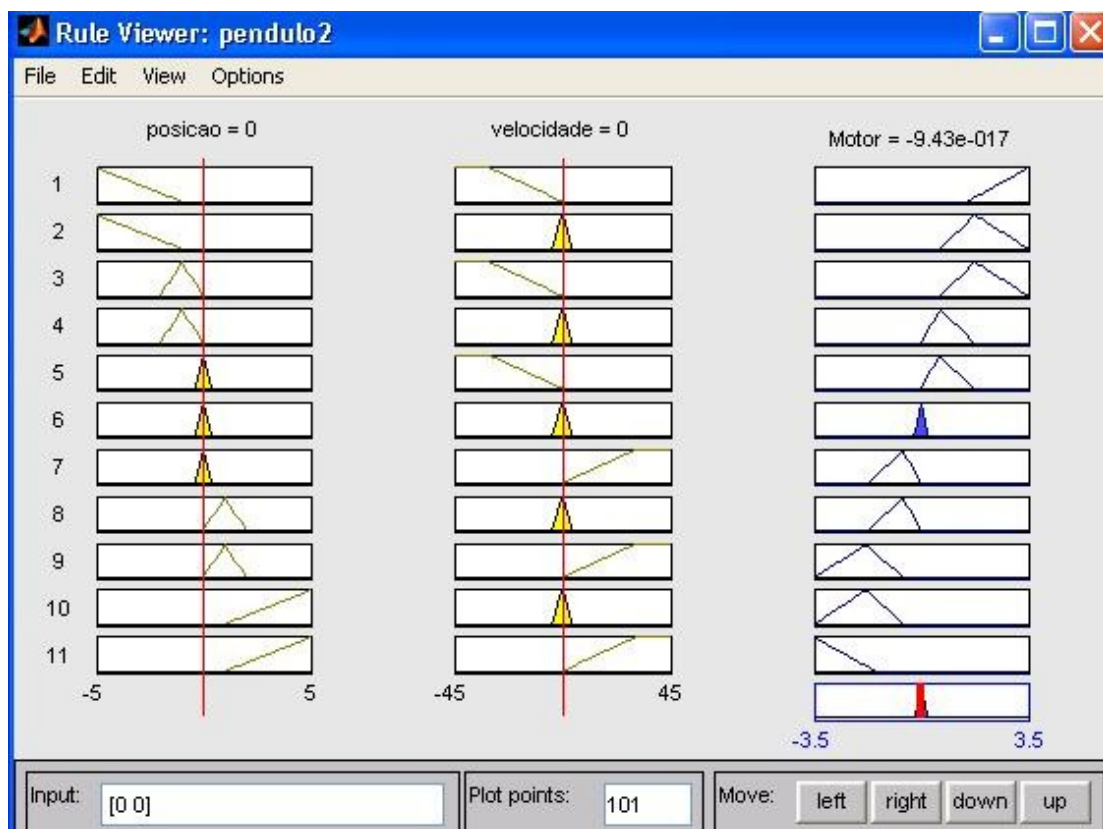 Rule Viewer: pendulo2
File Edit View Options
posicao = 0 velocidade = 0 Motor = -9.43e-017
1
2
3
4
5
6
7
8
9
10
11
-5 5 -45 45
-3.5 3.5
Input: [0 0] Plot points: 101 Move: left right down up